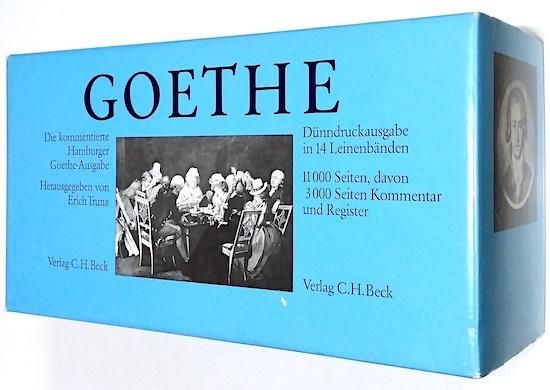 GOETHE
Die kommentierte
Hamburger
Goethe-Ausgabe
Herausgegeben von
Erich Trunz
Verlag C.H.Beck
Dünndruckausgabe
in 14 Leinenbänden
11000 Seiten, davon
3000 Seiten Kommentar
und Register
Verlag C.H.Beck